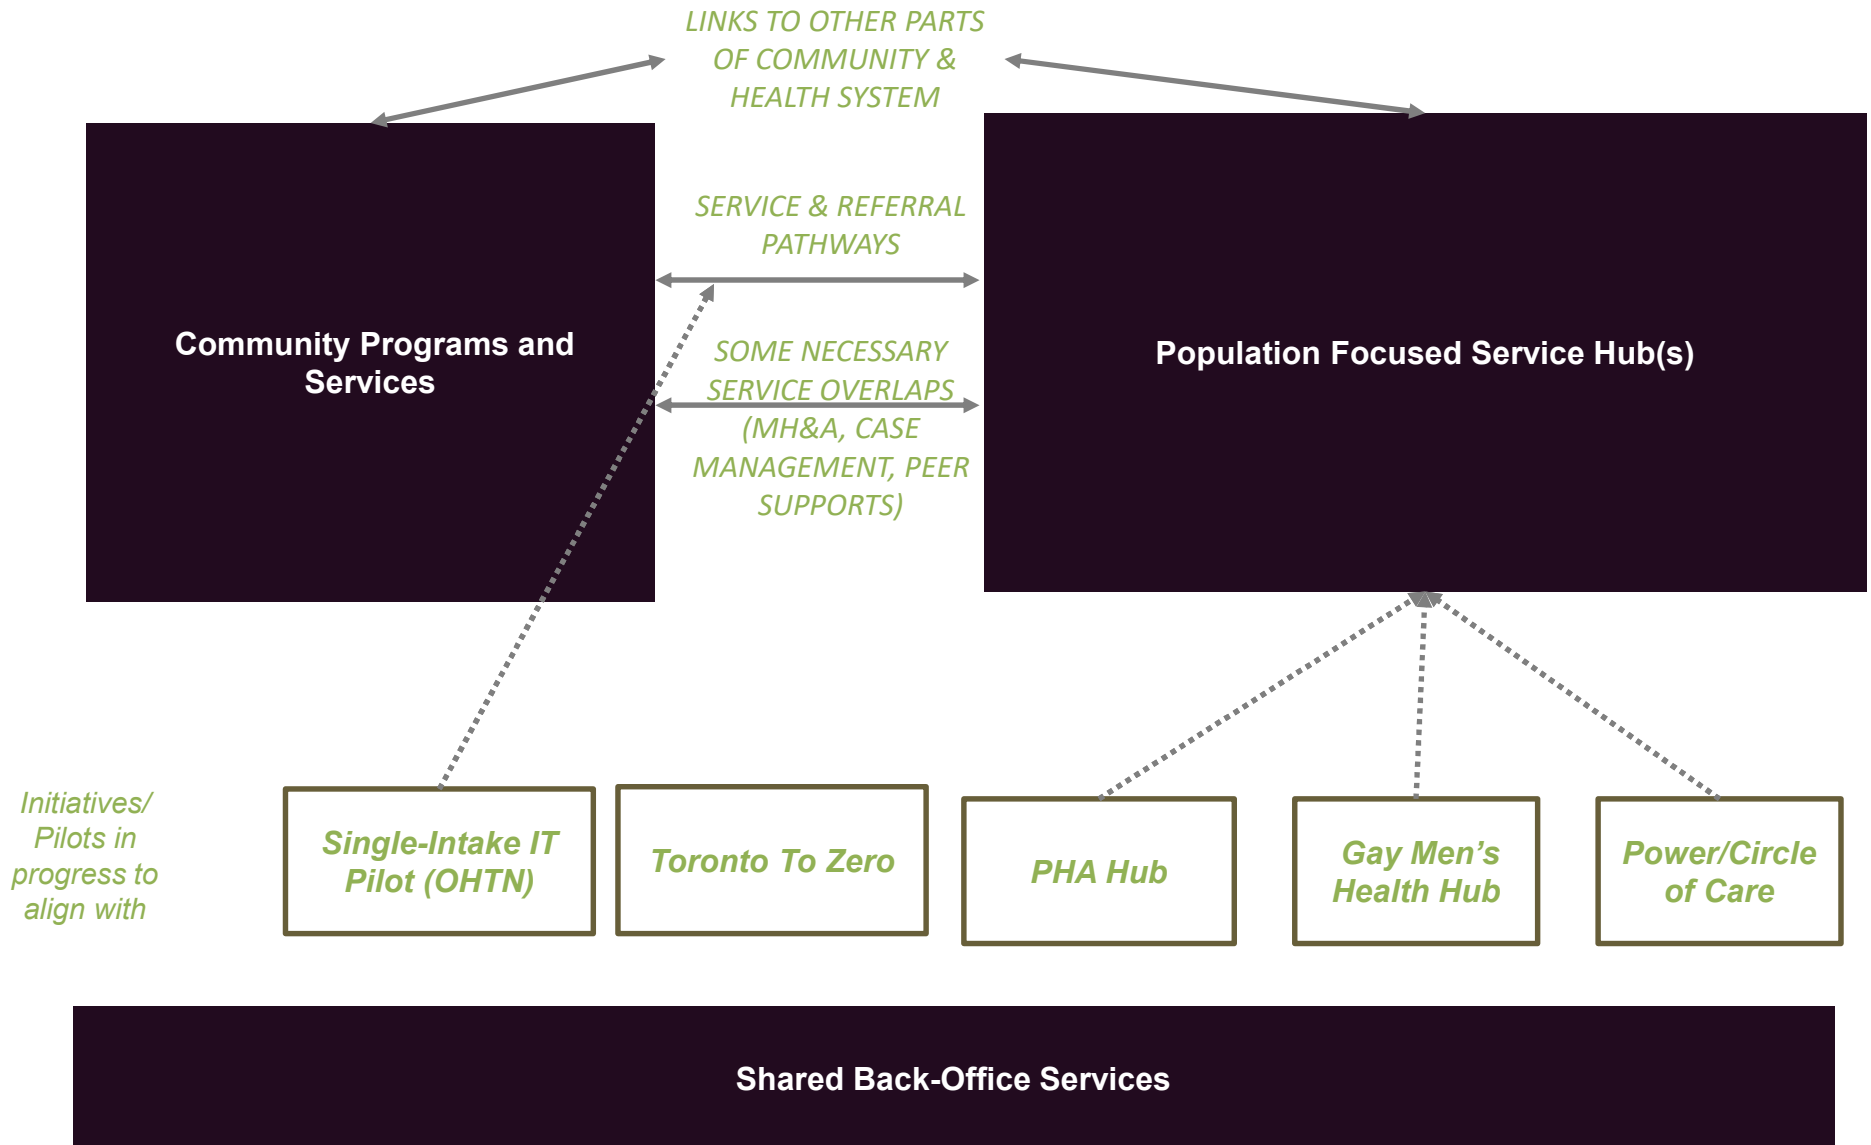 LINKS TO OTHER PARTS
OF COMMUNITY &
HEALTH SYSTEM
SERVICE & REFERRAL
PATHWAYS
Community Programs and
Services
SOME NECESSARY
SERVICE OVERLAPS
(MH&A, CASE
MANAGEMENT, PEER
SUPPORTS)
Population Focused Service Hub(s)
Initiatives/
Pilots in
progress to
align with
Single-Intake IT
Pilot (OHTN)
Toronto To Zero
PHA Hub
Gay Men’s
Health Hub
Power/Circle
of Care
Shared Back-Office Services